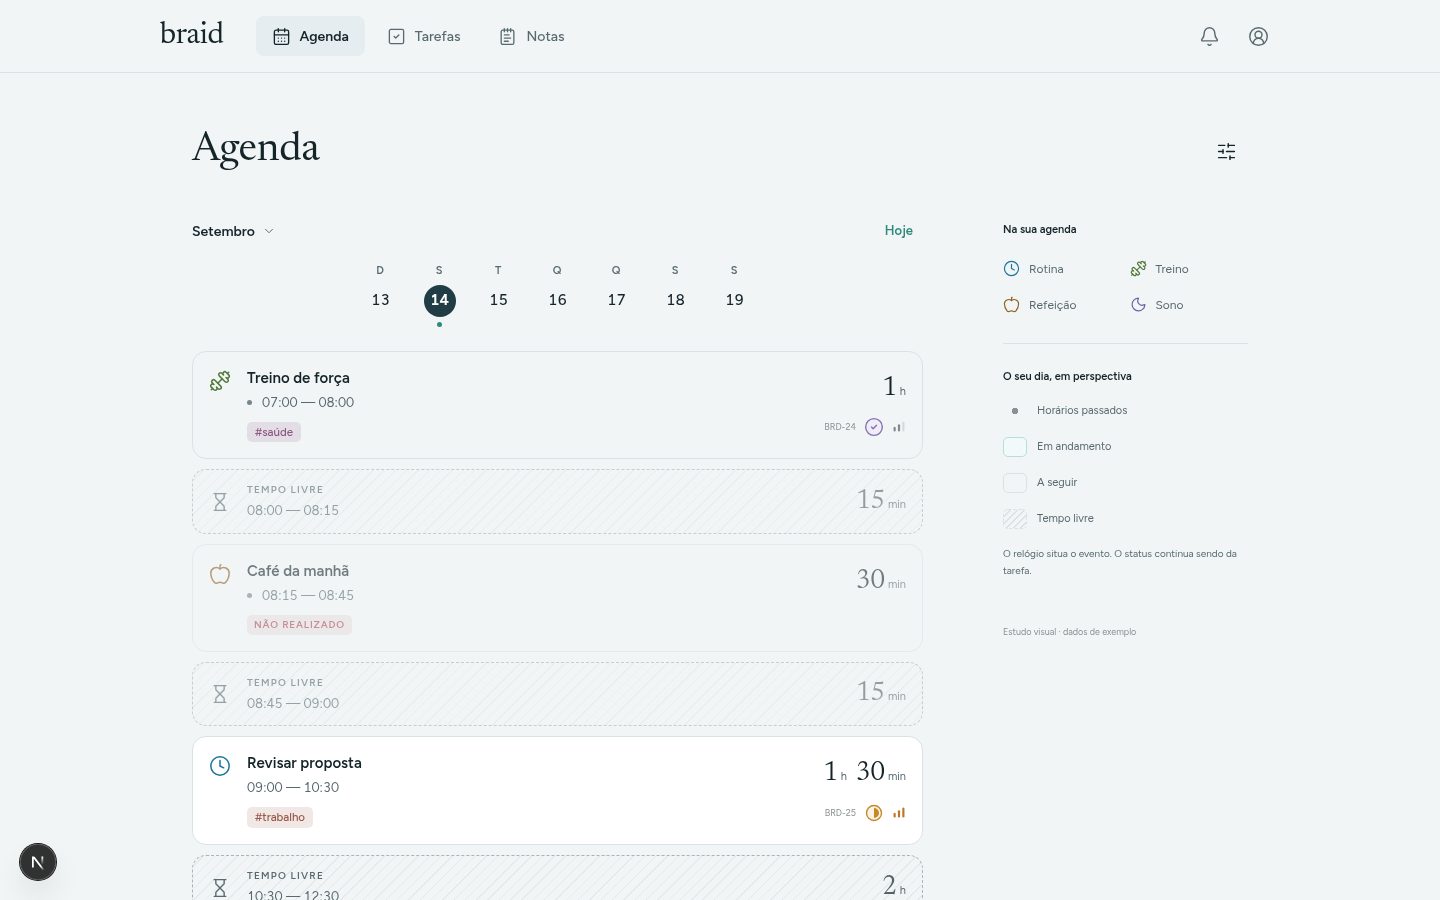 braid
Agenda
Tarefas
Notas
Agenda
Setembro
Hoje
D S T Q Q S S
13 14 15 16 17 18 19
Treino de força
07:00 — 08:00
#saúde
1 h
BRD-24
TEMPO LIVRE
08:00 — 08:15
15 min
Café da manhã
08:15 — 08:45
NÃO REALIZADO
30 min
TEMPO LIVRE
08:45 — 09:00
15 min
Revisar proposta
09:00 — 10:30
#trabalho
1 h 30 min
BRD-25
TEMPO LIVRE
10:30 — 12:30
2 h
Na sua agenda
Rotina
Treino
Refeição
Sono
O seu dia, em perspectiva
Horários passados
Em andamento
A seguir
Tempo livre
O relógio situa o evento. O status continua sendo da
tarefa.
Estudo visual · dados de exemplo
N